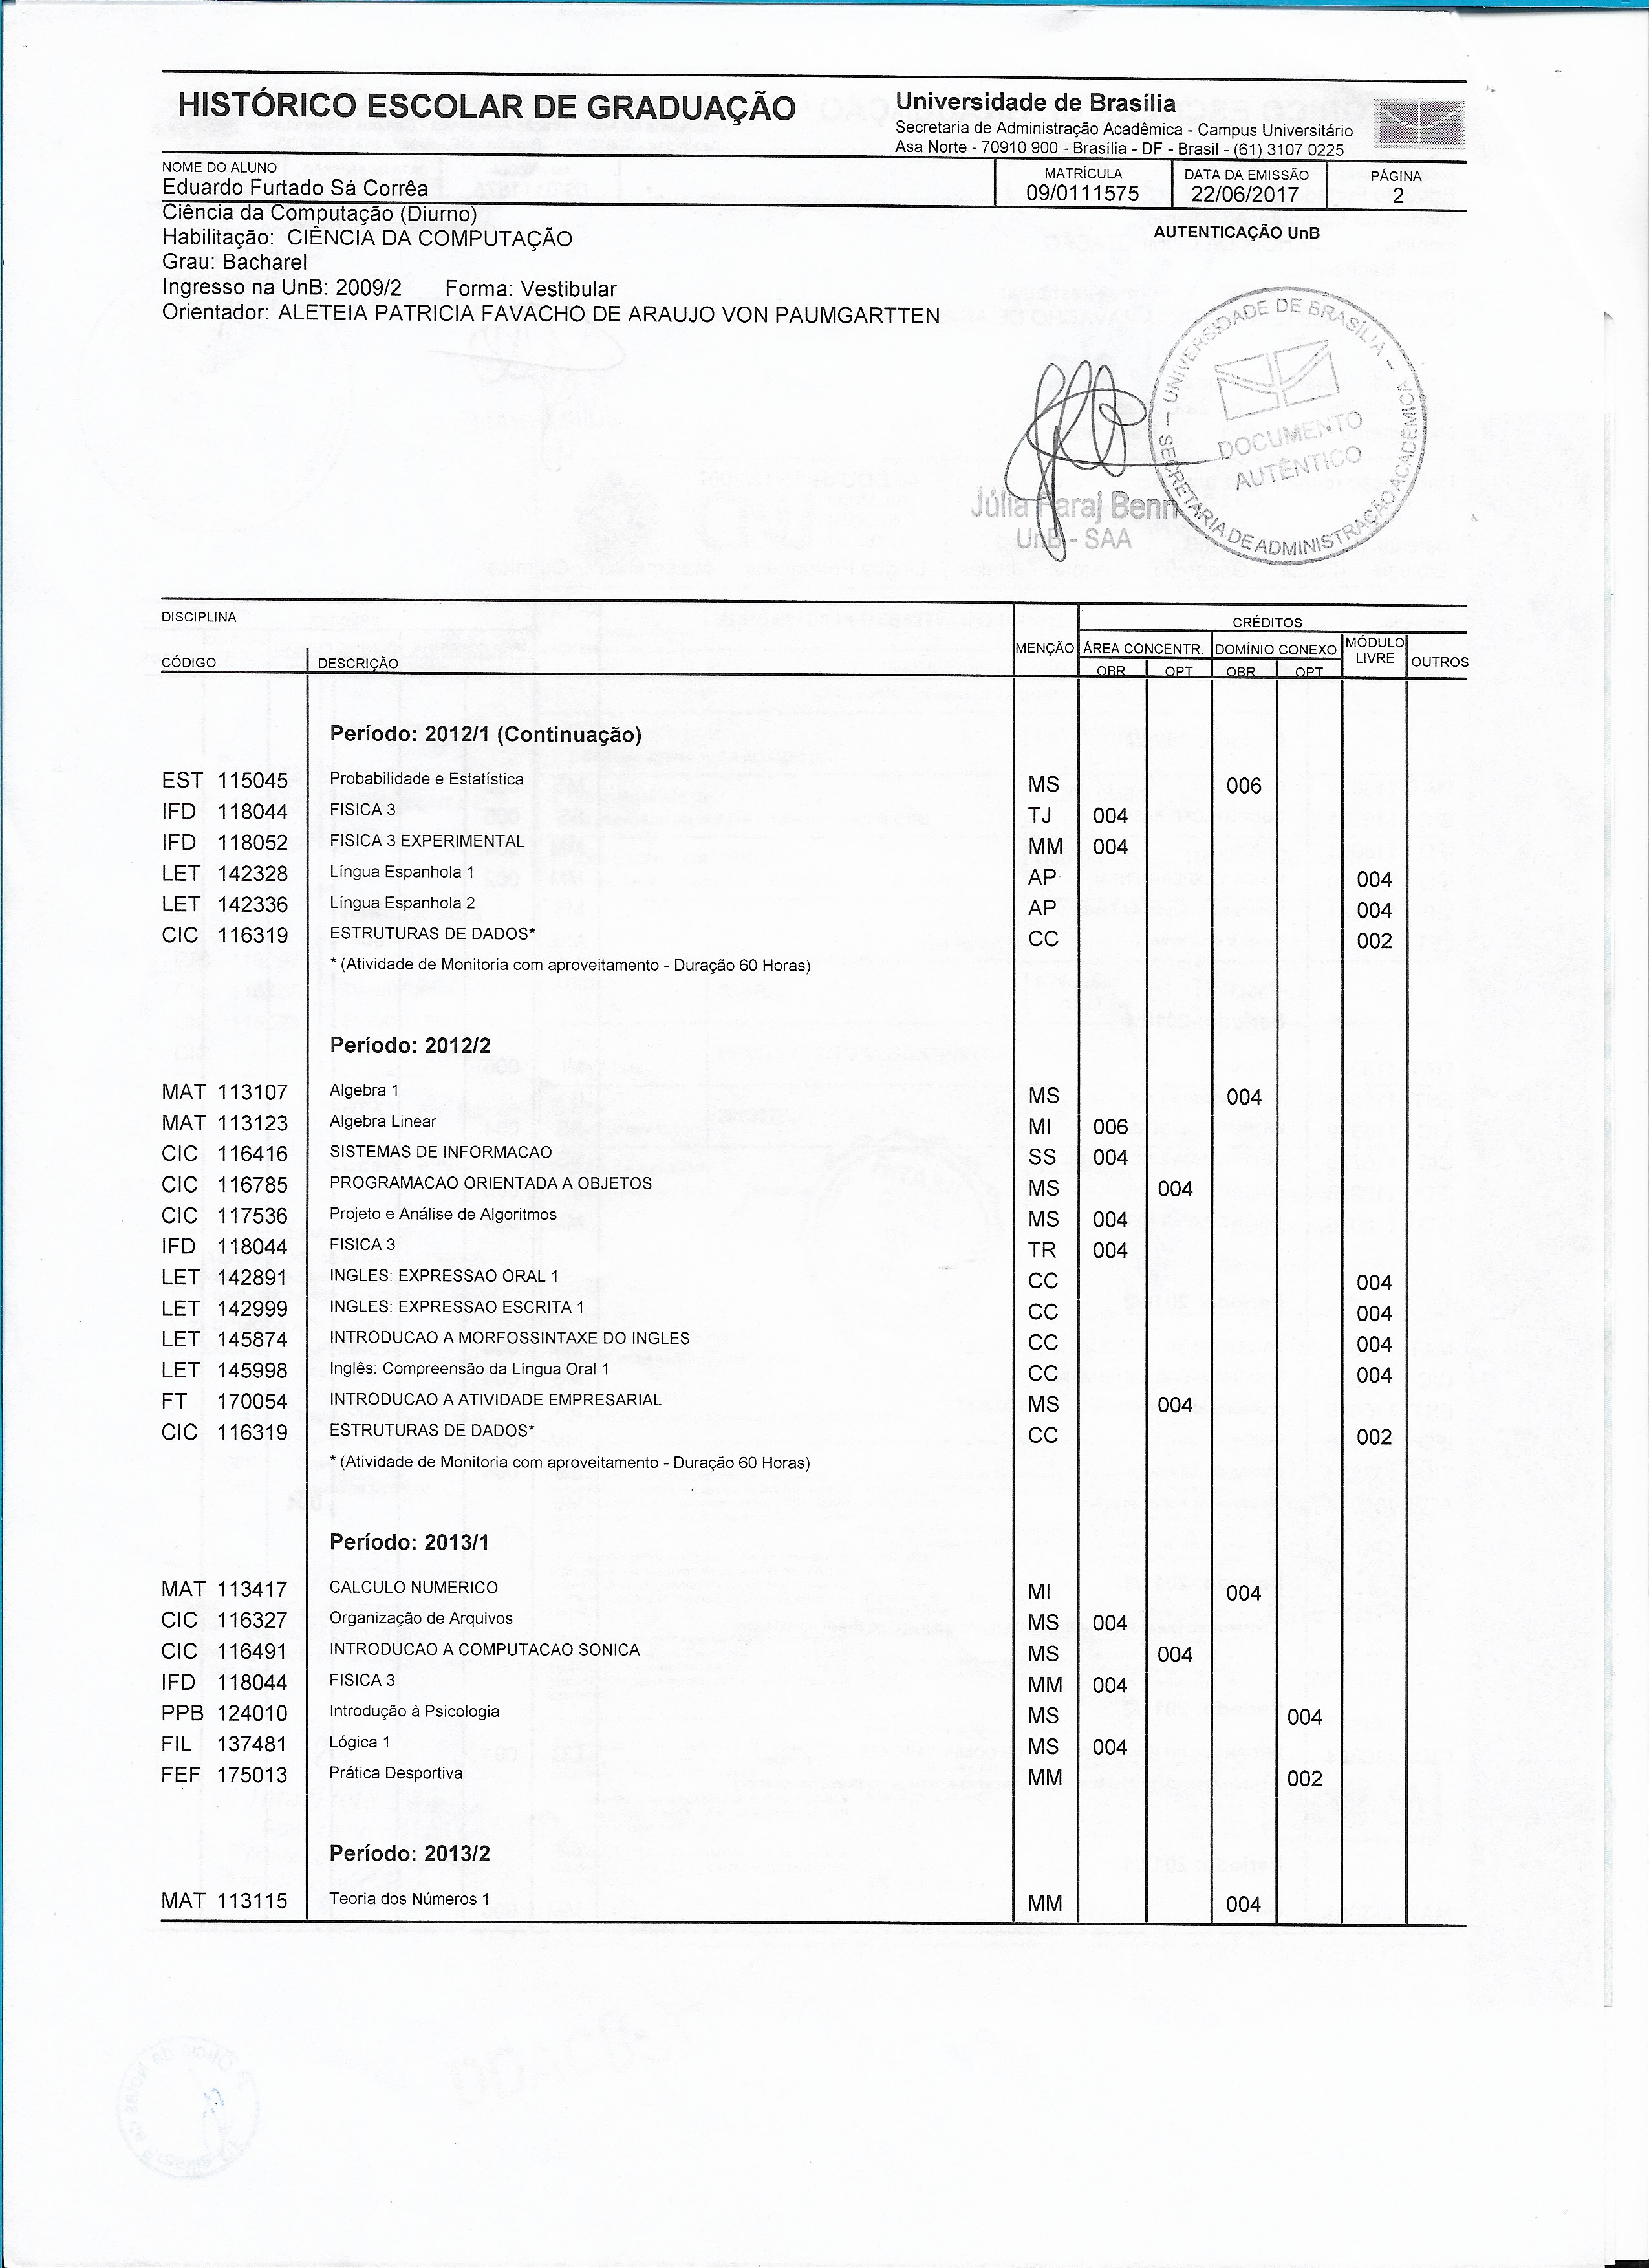 HISTÓRICO ESCOLAR DE GRADUAÇÃO
Universidade de Brasília
Secretaria de Administração Acadêmica - Campus Universitário
Asa Norte - 70910 900 - Brasília - DF - Brasil - (61) 3107 0225
NOME DO ALUNO
Eduardo Furtado Sá Corrêa
MATRÍCULA
09/0111575
DATA DA EMISSÃO
22/06/2017
PÁGINA
2
Ciência da Computação (Diurno)
Habilitação: CIÊNCIA DA COMPUTAÇÃO
Grau: Bacharel
Ingresso na UnB: 2009/2 Forma: Vestibular
Orientador: ALETEIA PATRICIA FAVACHO DE ARAUJO VON PAUMGARTTEN
AUTENTICAÇÃO UnB
UNIVERSIDADE DE BRASÍLIA
DOCUMENTO
AUTÊNTICO
SECRETARIA DE ADMINISTRAÇÃO ACADÊMICA
Júlia Faraj Benn
UnB - SAA
DISCIPLINA
CÓDIGO DESCRIÇÃO MENÇÃO
CRÉDITOS
ÁREA CONCENTR. DOMÍNIO CONEXO MÓDULO LIVRE OUTROS
OBR OPT OBR OPT
Período: 2012/1 (Continuação)
EST 115045 Probabilidade e Estatística MS 006
IFD 118044 FISICA 3 TJ 004
IFD 118052 FISICA 3 EXPERIMENTAL MM 004
LET 142328 Língua Espanhola 1 AP 004
LET 142336 Língua Espanhola 2 AP 004
CIC 116319 ESTRUTURAS DE DADOS* CC 002
* (Atividade de Monitoria com aproveitamento - Duração 60 Horas)
Período: 2012/2
MAT 113107 Algebra 1 MS 004
MAT 113123 Algebra Linear MI 006
CIC 116416 SISTEMAS DE INFORMACAO SS 004
CIC 116785 PROGRAMACAO ORIENTADA A OBJETOS MS 004
CIC 117536 Projeto e Análise de Algoritmos MS 004
IFD 118044 FISICA 3 TR 004
LET 142891 INGLES: EXPRESSAO ORAL 1 CC 004
LET 142999 INGLES: EXPRESSAO ESCRITA 1 CC 004
LET 145874 INTRODUCAO A MORFOSSINTAXE DO INGLES CC 004
LET 145998 Inglês: Compreensão da Língua Oral 1 CC 004
FT 170054 INTRODUCAO A ATIVIDADE EMPRESARIAL MS 004
CIC 116319 ESTRUTURAS DE DADOS* CC 002
* (Atividade de Monitoria com aproveitamento - Duração 60 Horas)
Período: 2013/1
MAT 113417 CALCULO NUMERICO MI 004
CIC 116327 Organização de Arquivos MS 004
CIC 116491 INTRODUCAO A COMPUTACAO SONICA MS 004
IFD 118044 FISICA 3 MM 004
PPB 124010 Introdução à Psicologia MS 004
FIL 137481 Lógica 1 MS 004
FEF 175013 Prática Desportiva MM 002
Período: 2013/2
MAT 113115 Teoria dos Números 1 MM 004